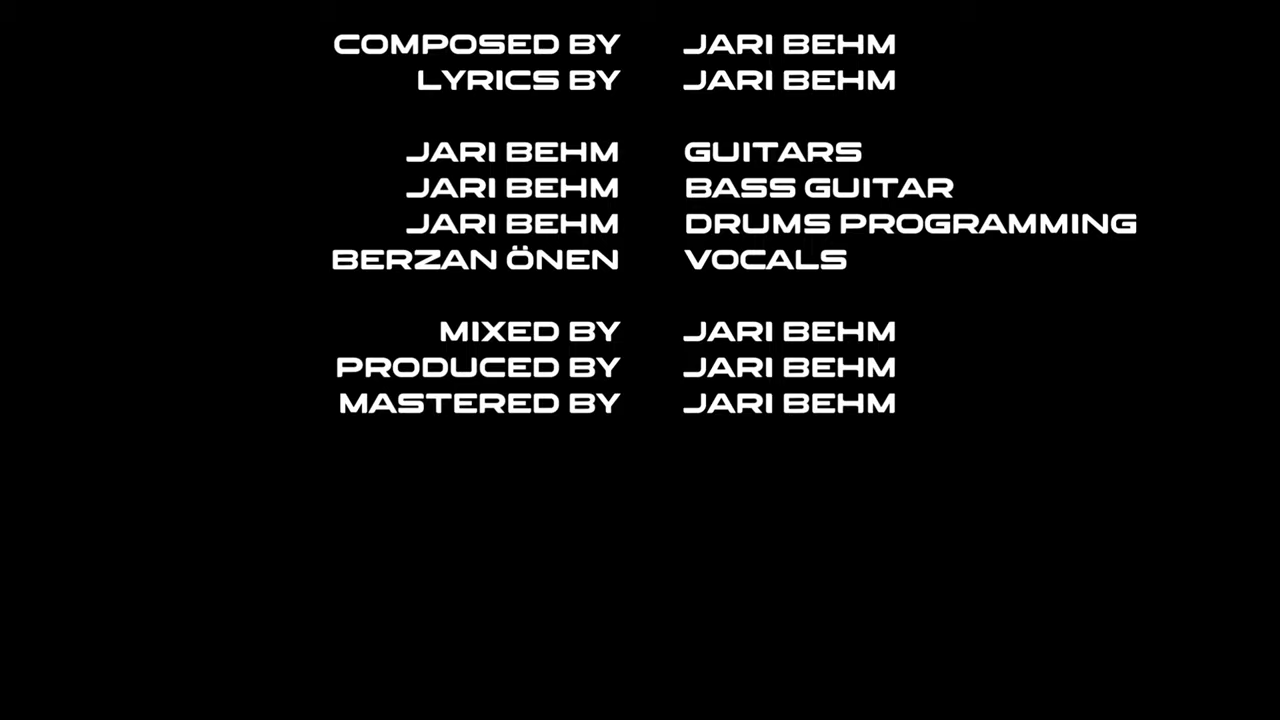 COMPOSED BY JARI BEHM
LYRICS BY JARI BEHM
JARI BEHM GUITARS
JARI BEHM BASS GUITAR
JARI BEHM DRUMS PROGRAMMING
BERZAN ÖNEN VOCALS
MIXED BY JARI BEHM
PRODUCED BY JARI BEHM
MASTERED BY JARI BEHM